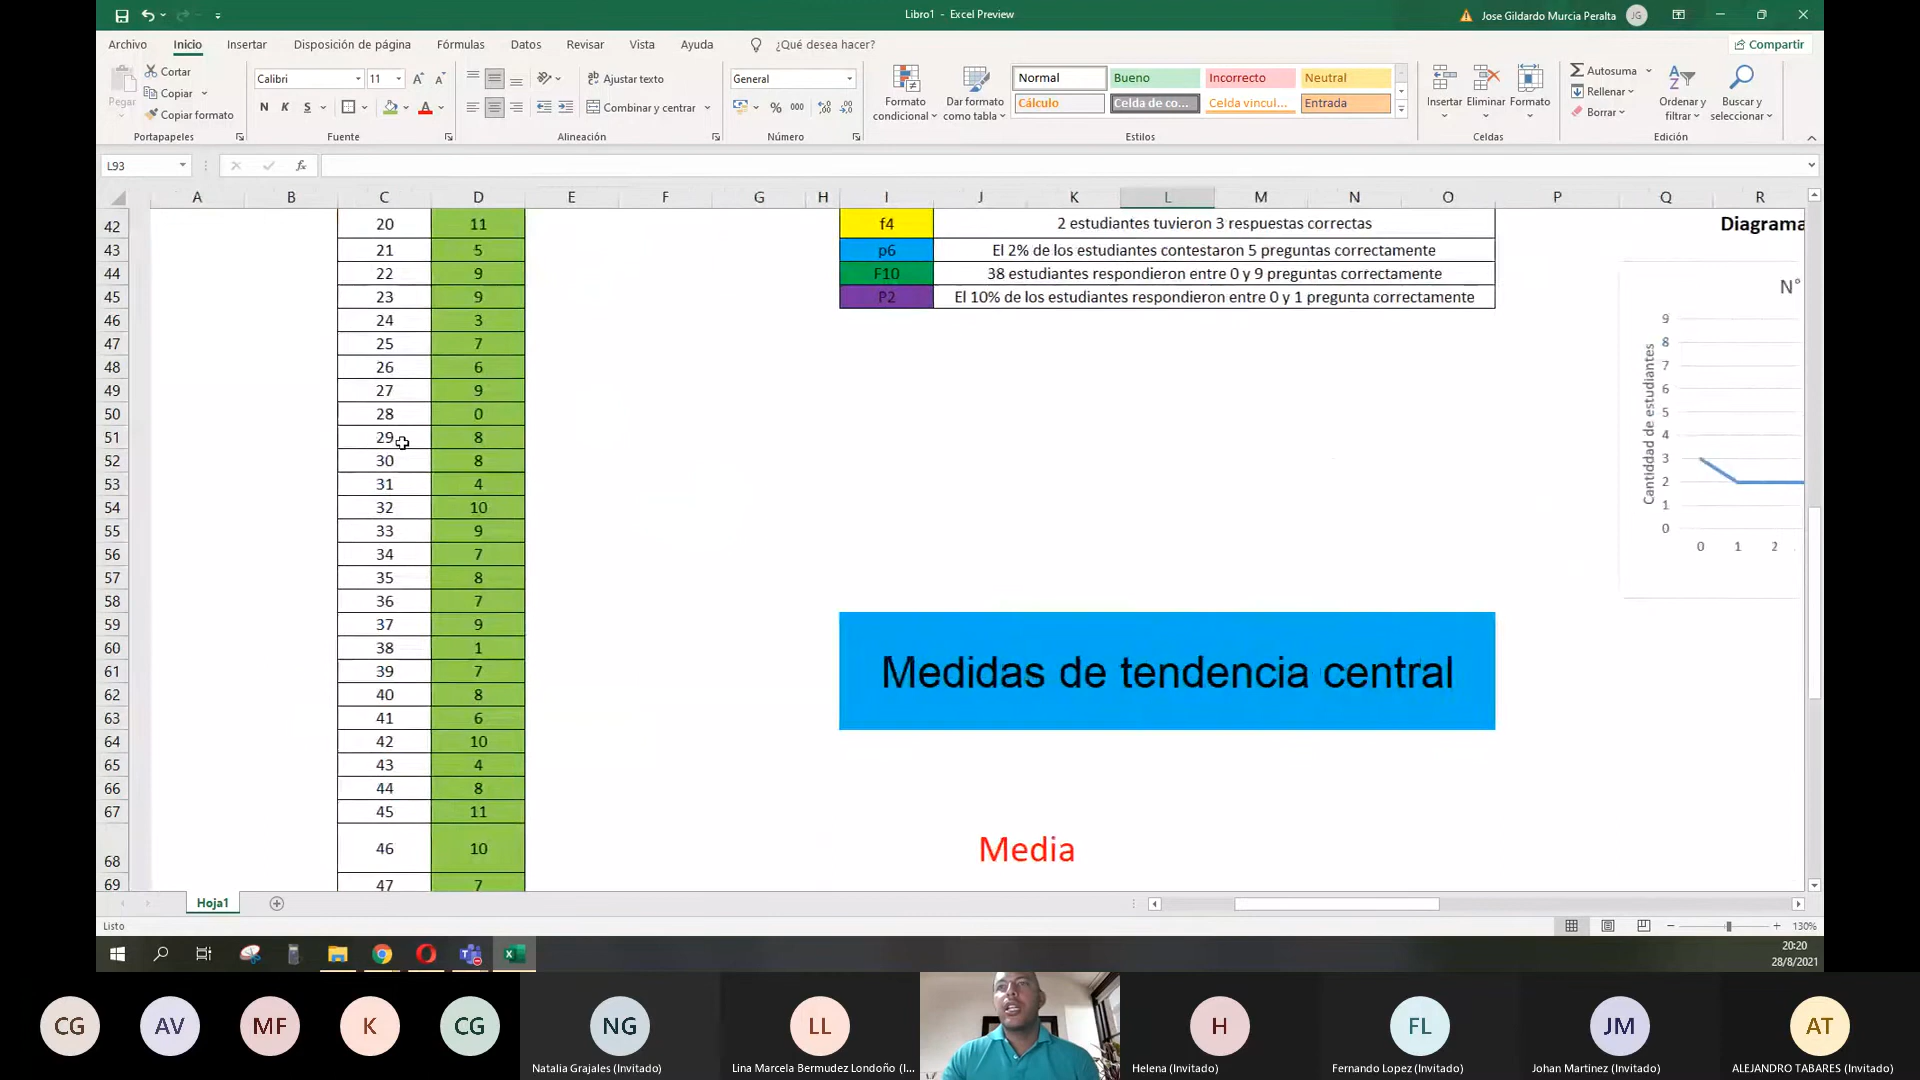 Libro1 - Excel Preview
Jose Gildardo Murcia Peralta
JG
Archivo
Inicio
Insertar
Disposición de página
Fórmulas
Datos
Revisar
Vista
Ayuda
¿Qué desea hacer?
Compartir
Pegar
Cortar
Copiar
Copiar formato
Portapapeles
Calibri
11
N
K
S
Fuente
Ajustar texto
Combinar y centrar
Alineación
General
%
000
Número
Formato condicional
Dar formato como tabla
Normal
Bueno
Incorrecto
Neutral
Cálculo
Celda de co...
Celda vincul...
Entrada
Estilos
Insertar
Eliminar
Formato
Celdas
Autosuma
Rellenar
Borrar
Ordenar y filtrar
Buscar y seleccionar
Edición
L93
fx
A B C D E F G H I J K L M N O P Q R
42 20 11 f4 2 estudiantes tuvieron 3 respuestas correctas Diagrama
43 21 5 p6 El 2% de los estudiantes contestaron 5 preguntas correctamente
44 22 9 F10 38 estudiantes respondieron entre 0 y 9 preguntas correctamente
45 23 9 P2 El 10% de los estudiantes respondieron entre 0 y 1 pregunta correctamente
46 24 3
47 25 7
48 26 6
49 27 9
50 28 0
51 29 8
52 30 8
53 31 4
54 32 10
55 33 9
56 34 7
57 35 8
58 36 7
59 37 9
60 38 1
61 39 7
62 40 8
63 41 6
64 42 10
65 43 4
66 44 8
67 45 11
68 46 10
69 47 7
N°
Cantiddad de estudiantes
9
8
7
6
5
4
3
2
1
0
0 1 2
Medidas de tendencia central
Media
Hoja1
Listo
130%
20:20
28/8/2021
CG
AV
MF
K
CG
NG
LL
H
FL
JM
AT
Natalia Grajales (Invitado)
Lina Marcela Bermudez Londoño (I...
Helena (Invitado)
Fernando Lopez (Invitado)
Johan Martinez (Invitado)
ALEJANDRO TABARES (Invitado)